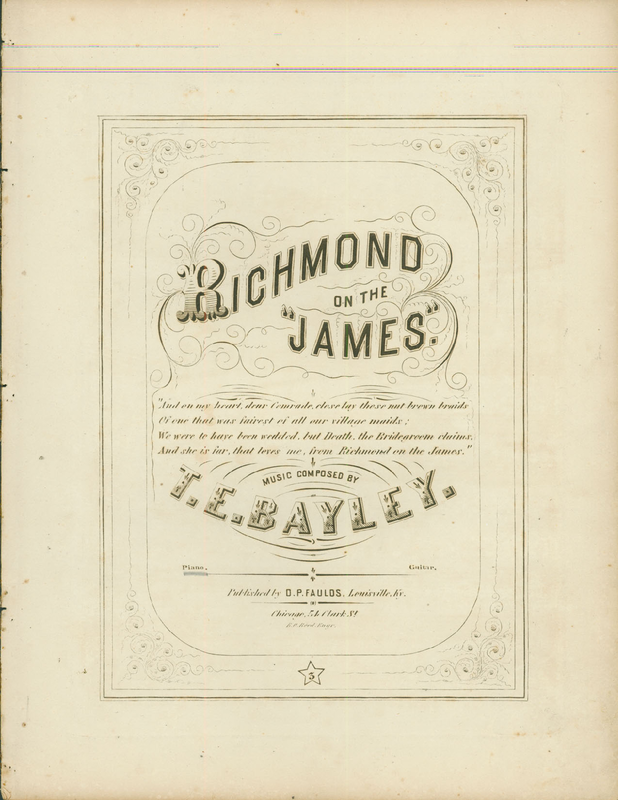 RICHMOND
ON THE
"JAMES."
"And on my heart, dear Comrade, close lay those nut brown braids
Of one that was fairest of all our village maids;
We were to have been wedded, but Death, the Bridegroom claims,
And she is far, that loves me, from Richmond on the James."
MUSIC COMPOSED BY
T. E. BAYLEY.
Piano. Guitar.
Published by D. P. FAULDS. Louisville, Ky.
Chicago, 74 Clark St
5